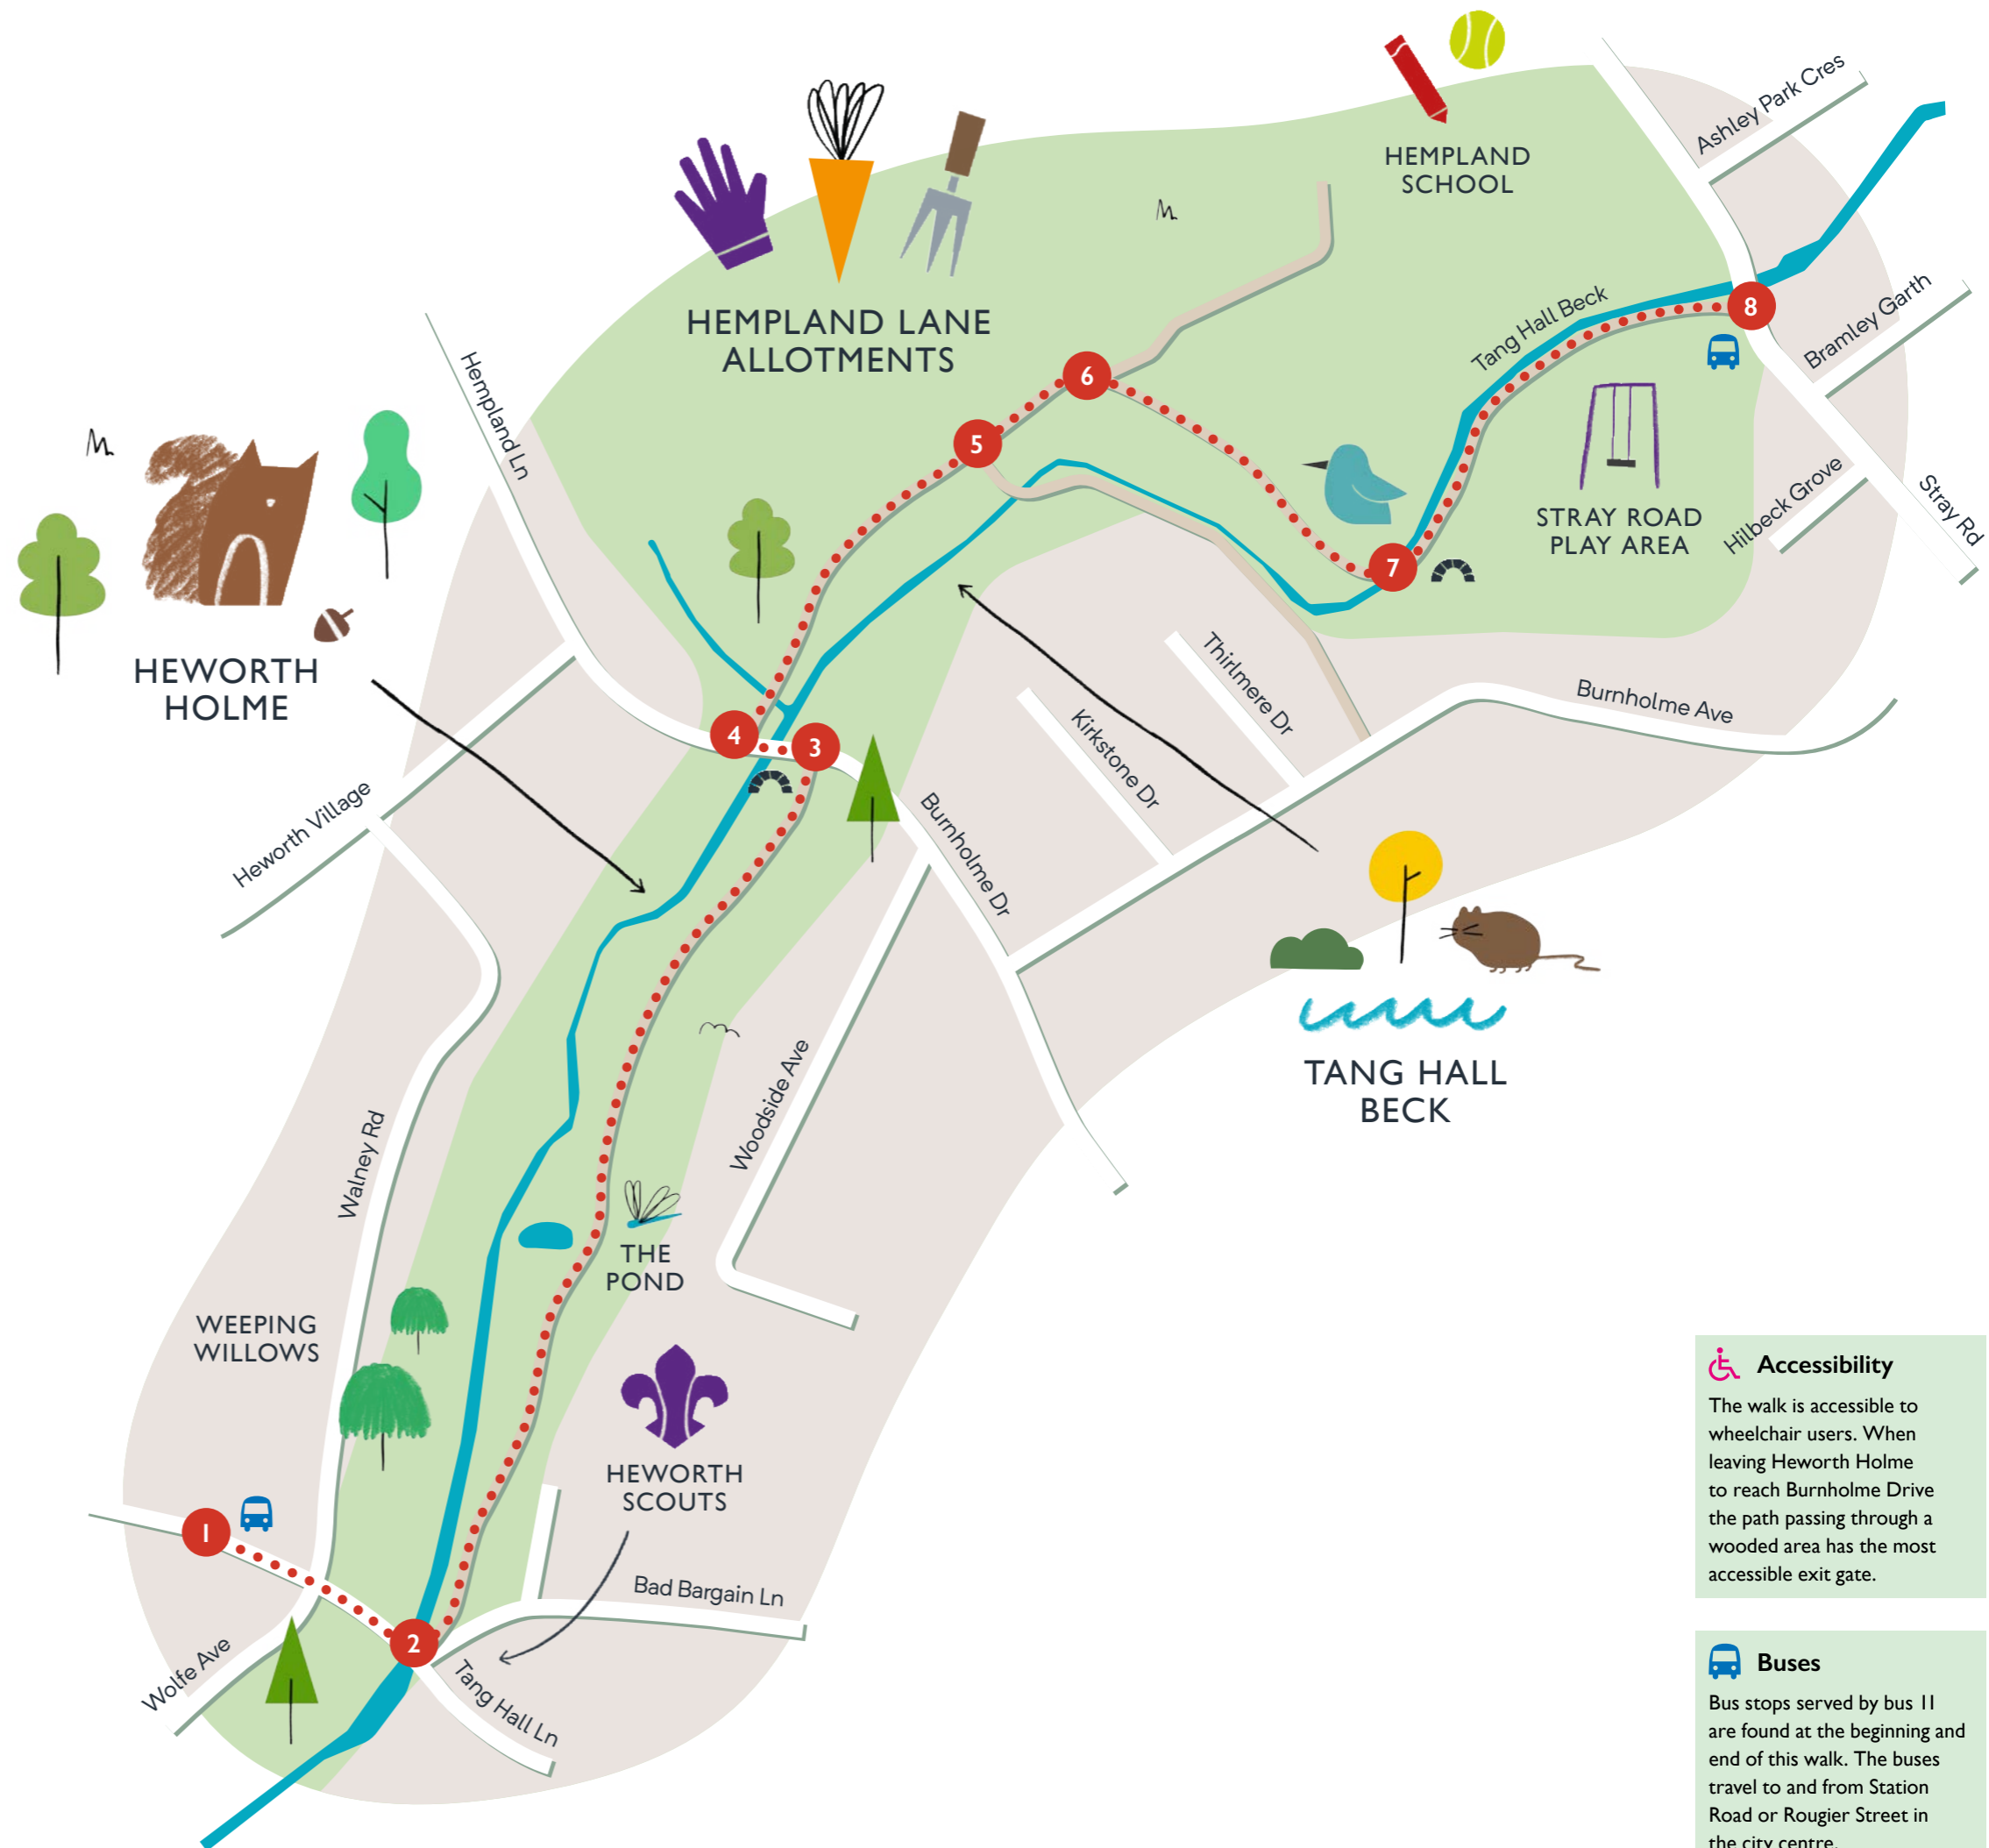 HEMPLAND
SCHOOL
Ashley Park Cres
HEMPLAND LANE
ALLOTMENTS
Hempland Ln
Tang Hall Beck
8
Bramley Garth
6
5
STRAY ROAD
PLAY AREA
Hilbeck Grove
Stray Rd
7
HEWORTH
HOLME
Thirlmere Dr
Kirkstone Dr
Burnholme Ave
4
3
Heworth Village
Burnholme Dr
TANG HALL
BECK
Woodside Ave
Walney Rd
THE
POND
WEEPING
WILLOWS
HEWORTH
SCOUTS
1
Bad Bargain Ln
2
Wolfe Ave
Tang Hall Ln
Accessibility
The walk is accessible to
wheelchair users. When
leaving Heworth Holme
to reach Burnholme Drive
the path passing through a
wooded area has the most
accessible exit gate.
Buses
Bus stops served by bus 11
are found at the beginning and
end of this walk. The buses
travel to and from Station
Road or Rougier Street in
the city centre.